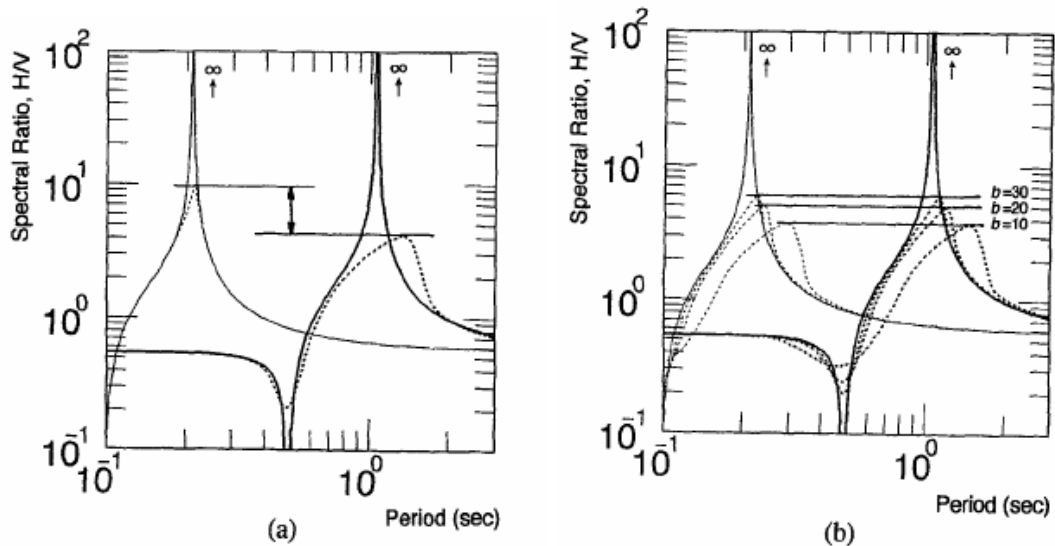 Spectral Ratio, H/V
10²
10¹
10⁰
10⁻¹
∞
∞
10⁻¹
10⁰
Period (sec)
(a)
Spectral Ratio, H/V
10²
10¹
10⁰
10⁻¹
∞
∞
b=30
b=20
b=10
10⁻¹
10⁰
Period (sec)
(b)